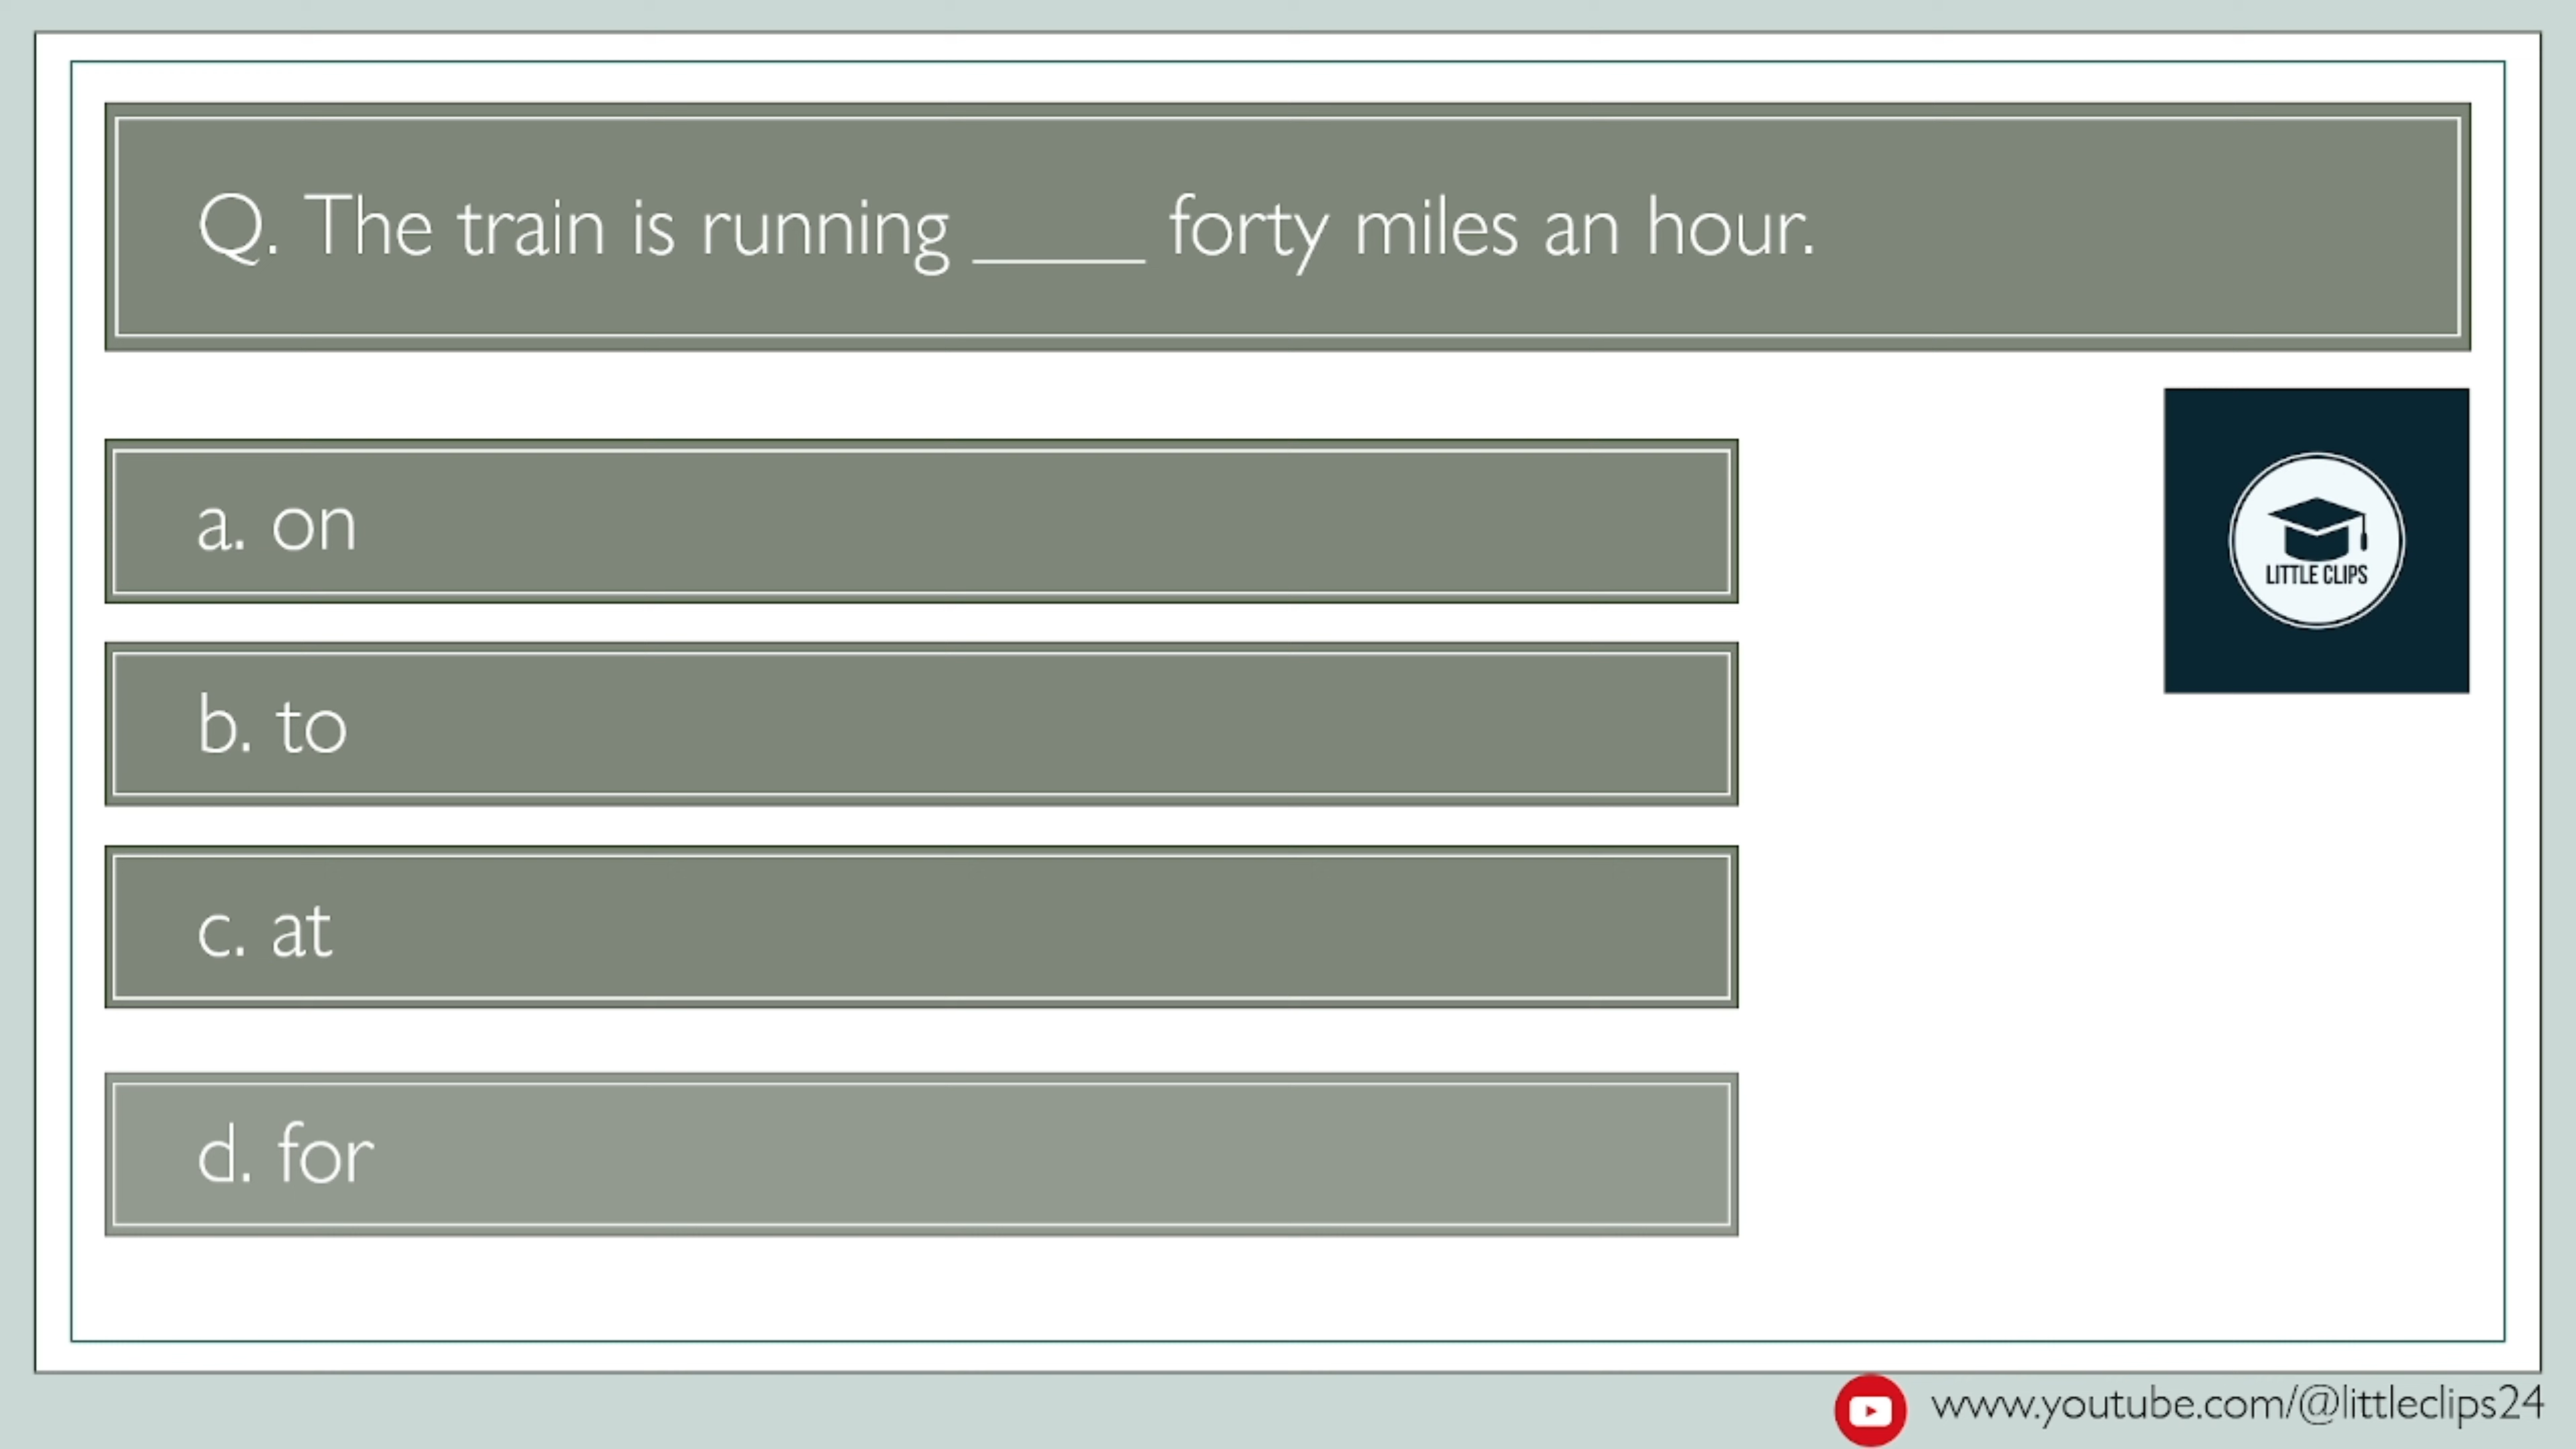 Q. The train is running _____ forty miles an hour.
a. on
LITTLE CLIPS
b. to
c. at
d. for
www.youtube.com/@littleclips24